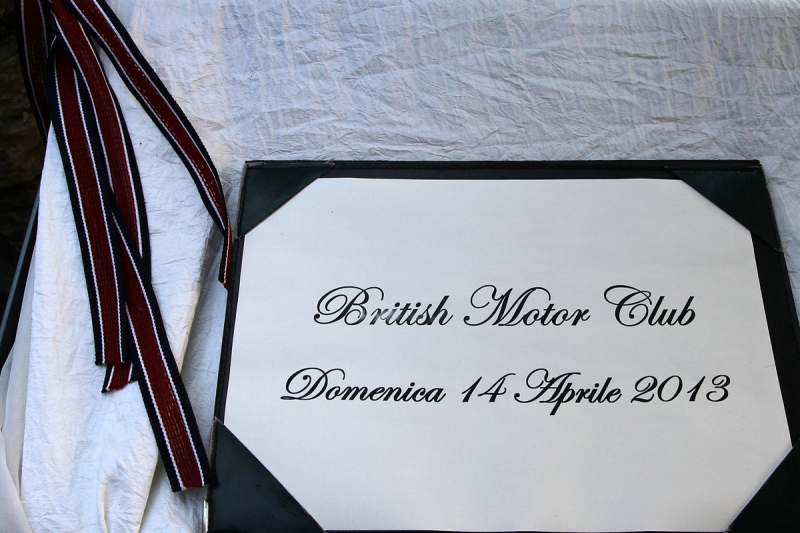 British Motor Club
Domenica 14 Aprile 2013